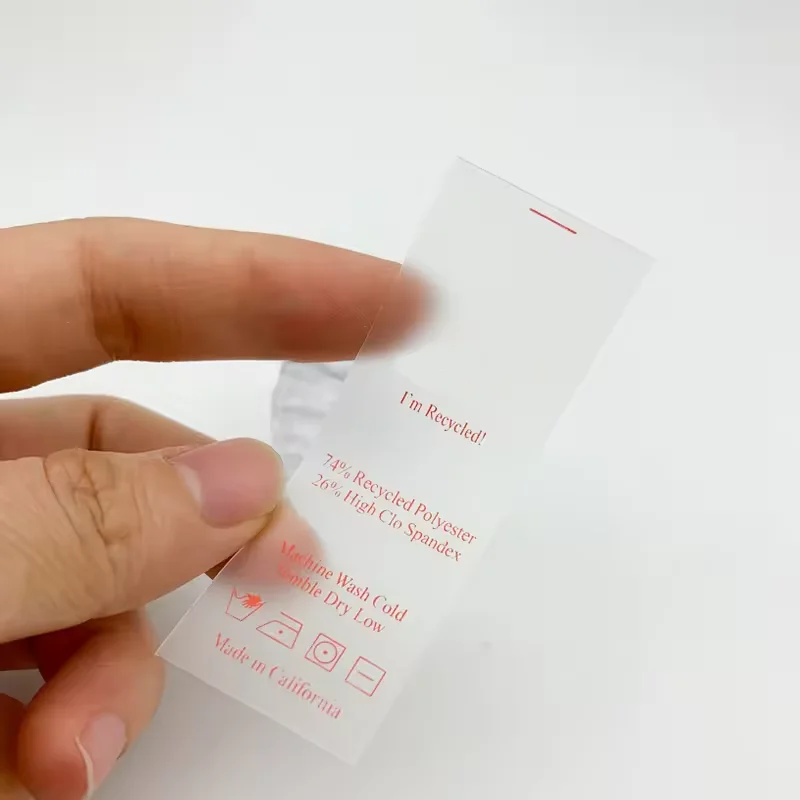 I'm Recycled!
74% Recycled Polyester
26% High Clo Spandex
Machine Wash Cold
Tumble Dry Low
Made in California